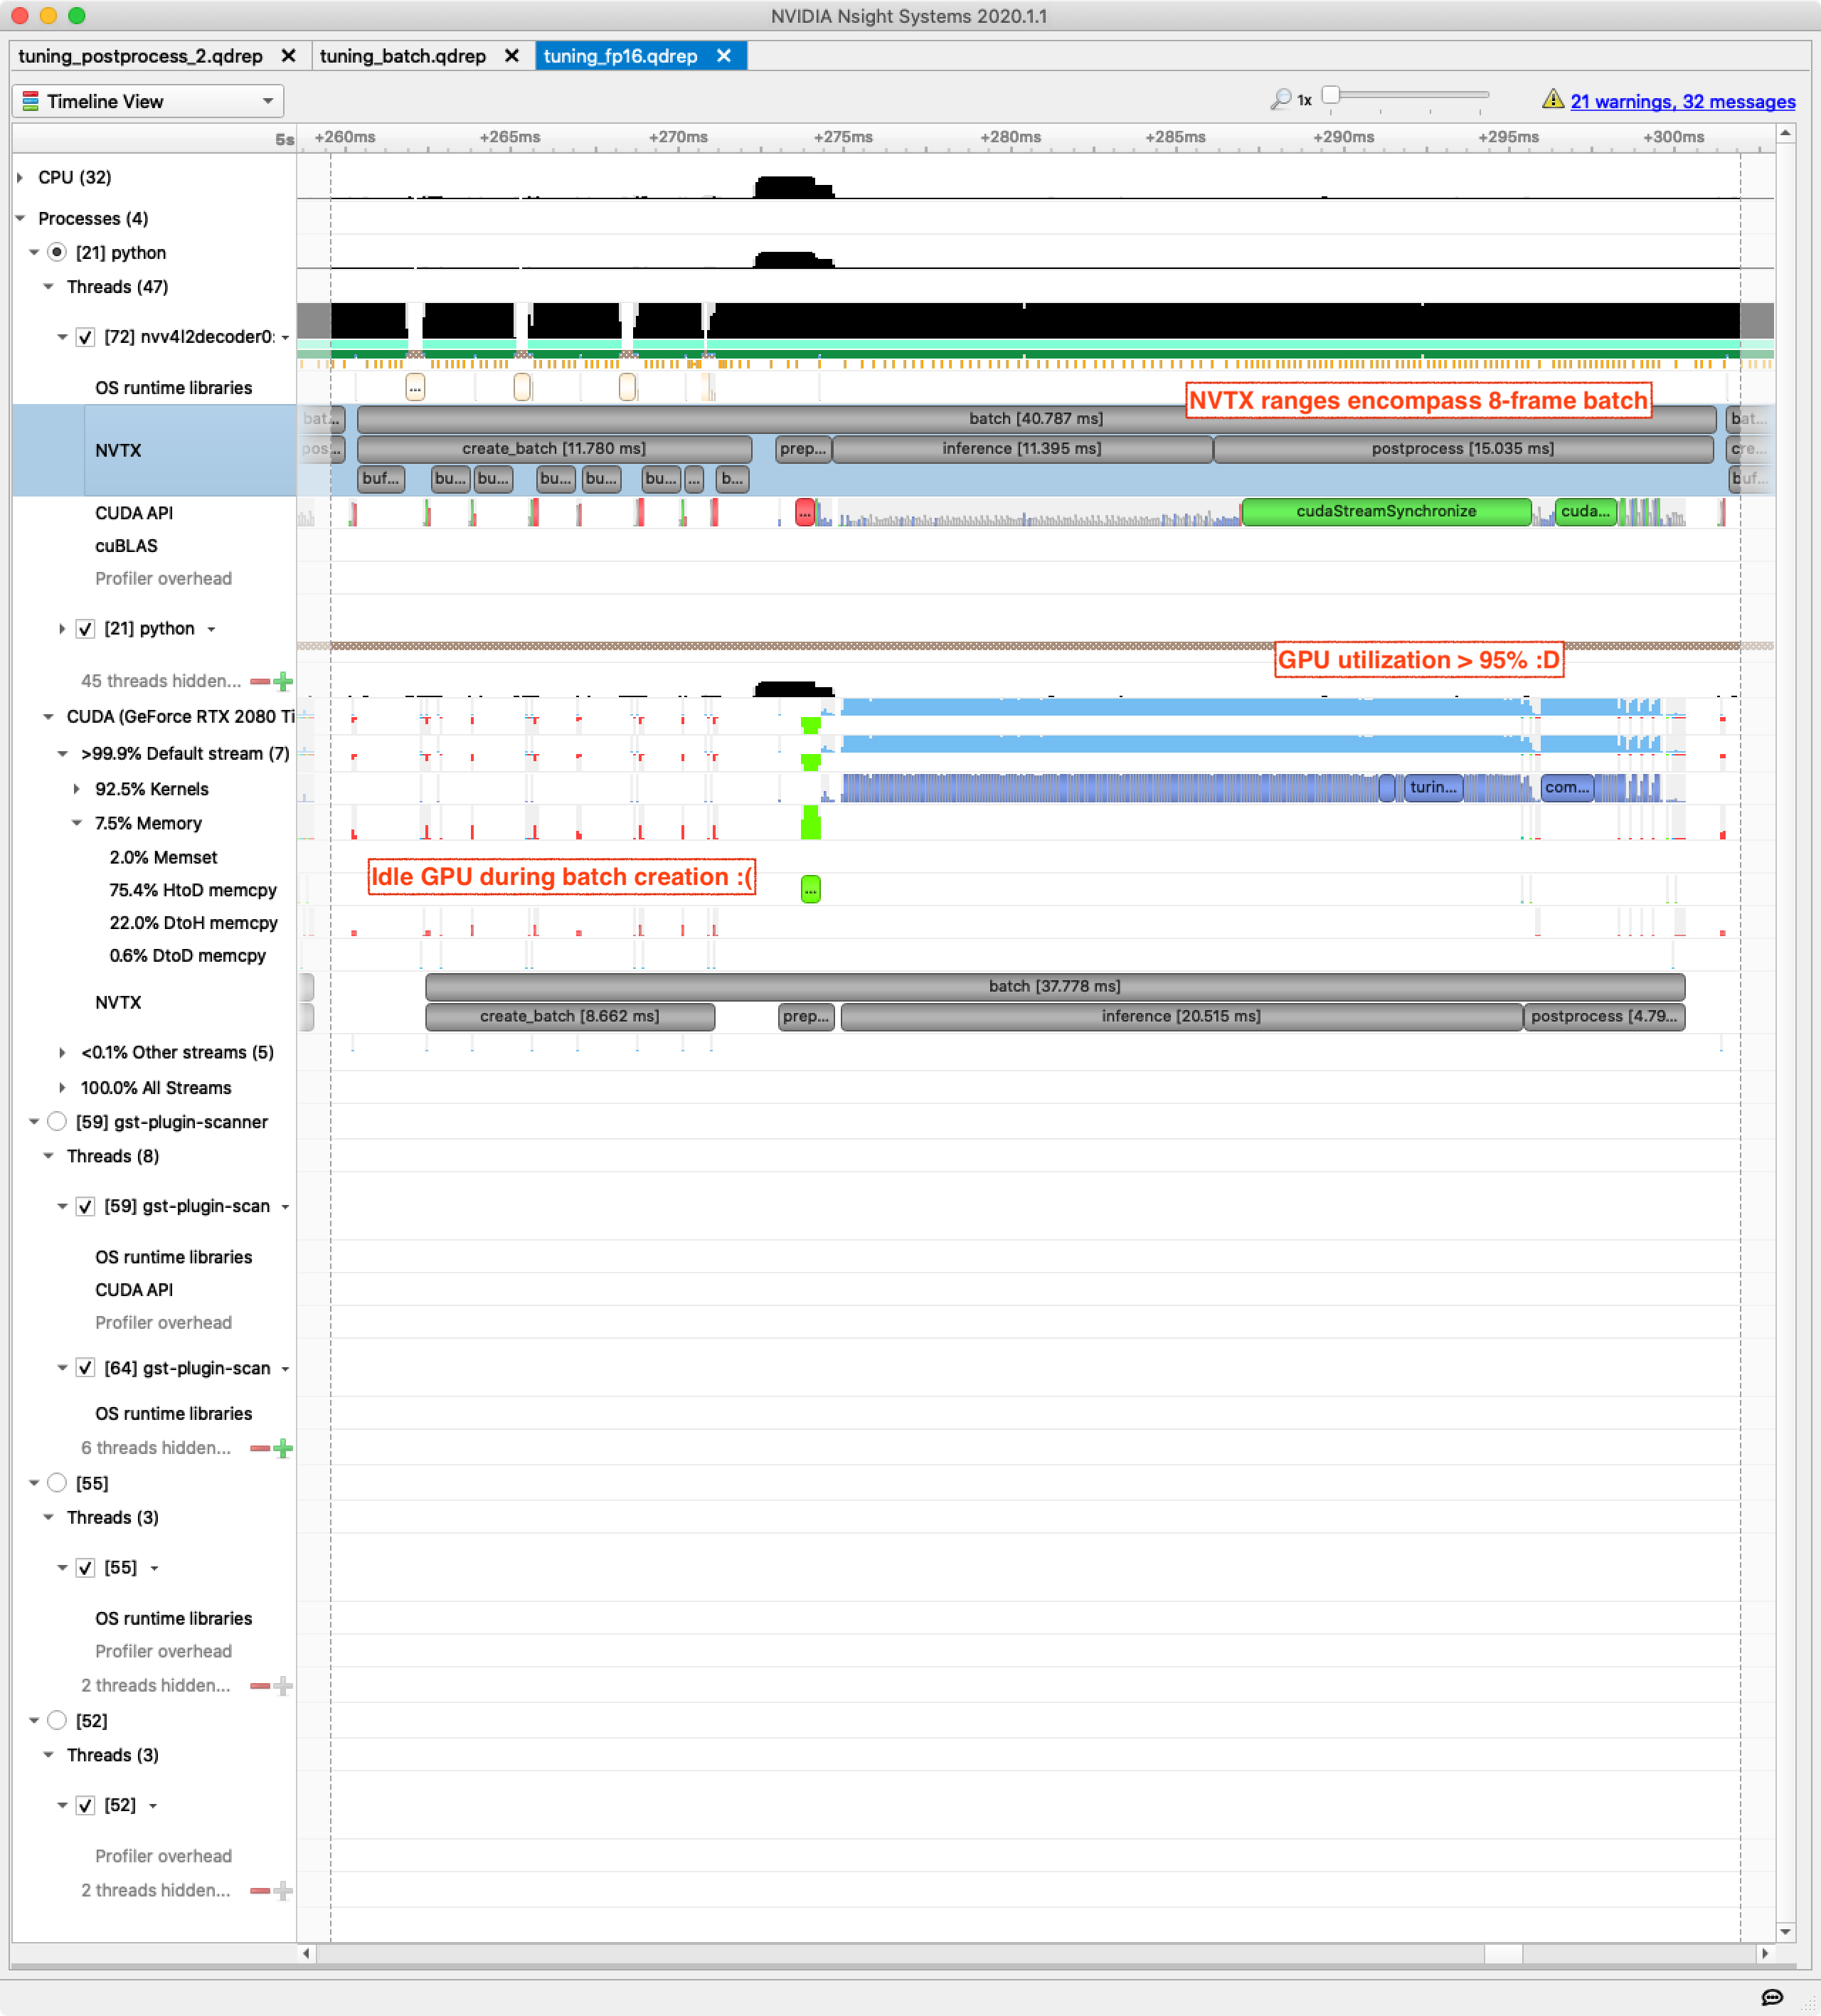 NVIDIA Nsight Systems 2020.1.1
tuning_postprocess_2.qdrep
tuning_batch.qdrep
tuning_fp16.qdrep
Timeline View
1x
21 warnings, 32 messages
5s +260ms +265ms +270ms +275ms +280ms +285ms +290ms +295ms +300ms
CPU (32)
Processes (4)
[21] python
Threads (47)
[72] nvv4l2decoder0:
OS runtime libraries
...
NVTX ranges encompass 8-frame batch
bat... batch [40.787 ms] bat...
NVTX
pos... create_batch [11.780 ms] prep... inference [11.395 ms] postprocess [15.035 ms] cre...
buf... bu... bu... bu... bu... bu... ... b... buf...
CUDA API
... cudaStreamSynchronize cuda...
cuBLAS
Profiler overhead
[21] python
GPU utilization > 95% :D
45 threads hidden...
CUDA (GeForce RTX 2080 Ti
>99.9% Default stream (7)
92.5% Kernels
turin... com...
7.5% Memory
2.0% Memset
Idle GPU during batch creation :(
75.4% HtoD memcpy
...
22.0% DtoH memcpy
0.6% DtoD memcpy
batch [37.778 ms]
NVTX
create_batch [8.662 ms] prep... inference [20.515 ms] postprocess [4.79...
<0.1% Other streams (5)
100.0% All Streams
[59] gst-plugin-scanner
Threads (8)
[59] gst-plugin-scan
OS runtime libraries
CUDA API
Profiler overhead
[64] gst-plugin-scan
OS runtime libraries
6 threads hidden...
[55]
Threads (3)
[55]
OS runtime libraries
Profiler overhead
2 threads hidden...
[52]
Threads (3)
[52]
Profiler overhead
2 threads hidden...